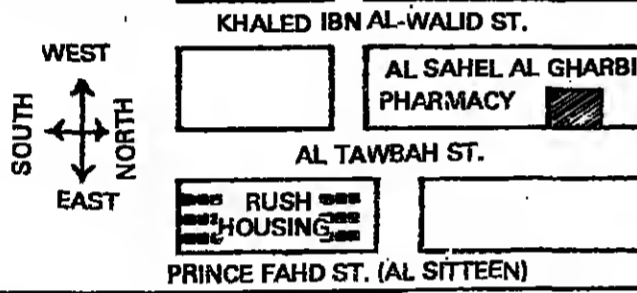 KHALED IBN AL-WALID ST.
WEST
SOUTH
NORTH
EAST
AL SAHEL AL GHARBI
PHARMACY
AL TAWBAH ST.
RUSH
HOUSING
PRINCE FAHD ST. (AL SITTEEN)